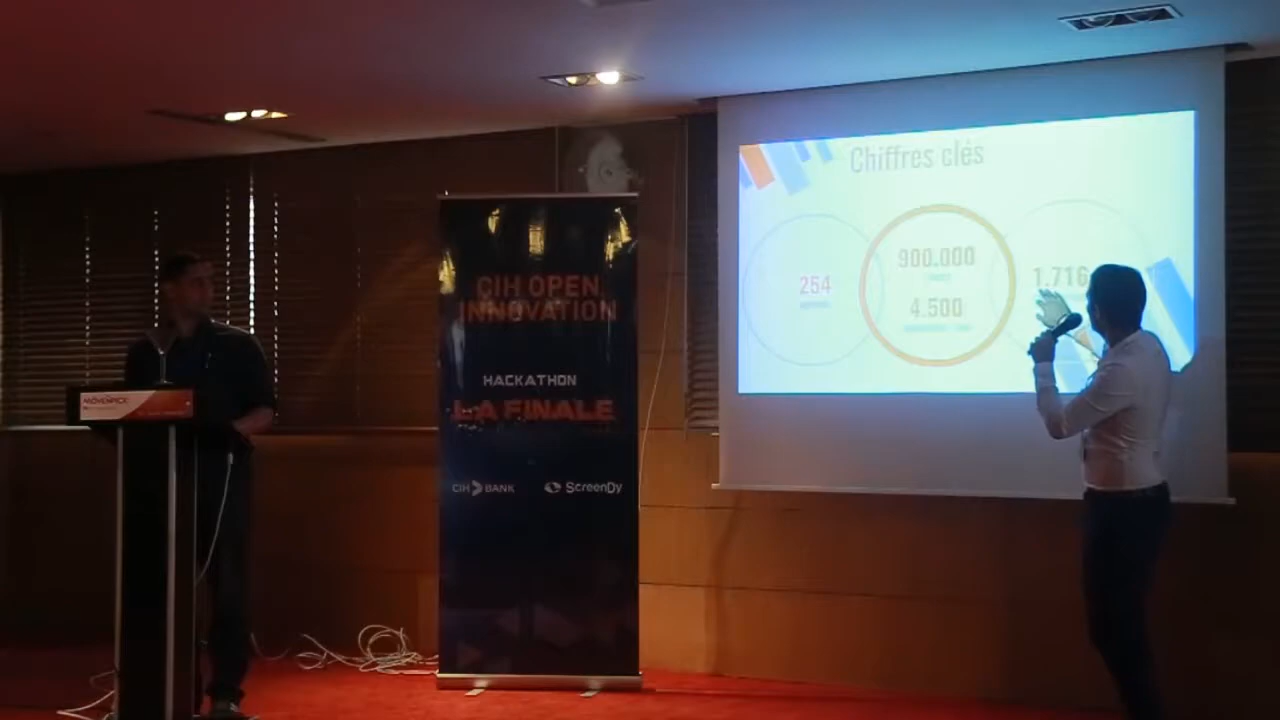 Chiffres clés
254
900.000
4.500
1.716
CIH OPEN
INNOVATION
HACKATHON
LA FINALE
CIH BANK
ScreenDy
MÖVENPICK